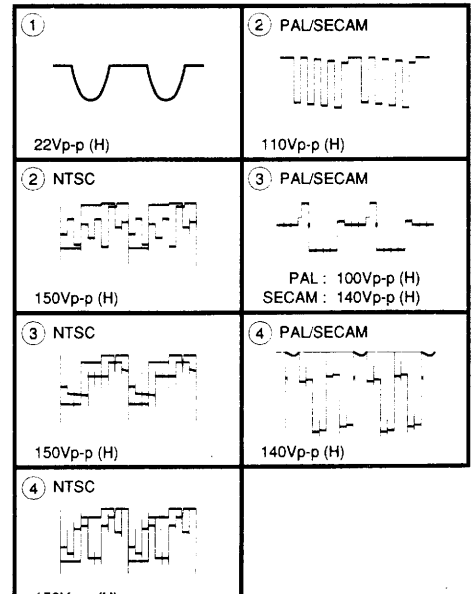 1
22Vp-p (H)
2 PAL/SECAM
110Vp-p (H)
2 NTSC
150Vp-p (H)
3 PAL/SECAM
PAL : 100Vp-p (H)
SECAM : 140Vp-p (H)
3 NTSC
150Vp-p (H)
4 PAL/SECAM
140Vp-p (H)
4 NTSC